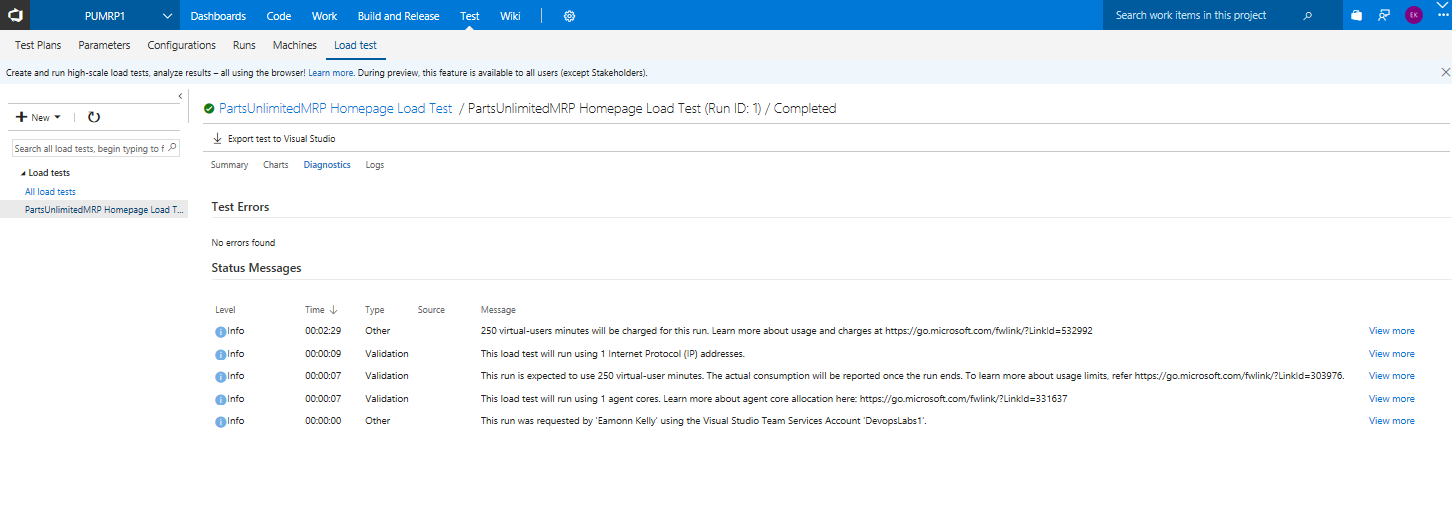 PUMRP1 Dashboards Code Work Build and Release Test Wiki Search work items in this project EK
Test Plans Parameters Configurations Runs Machines Load test
Create and run high-scale load tests, analyze results – all using the browser! Learn more. During preview, this feature is available to all users (except Stakeholders).
PartsUnlimitedMRP Homepage Load Test / PartsUnlimitedMRP Homepage Load Test (Run ID: 1) / Completed
New
Export test to Visual Studio
Search all load tests, begin typing to f
Summary Charts Diagnostics Logs
Load tests
All load tests
PartsUnlimitedMRP Homepage Load T...
Test Errors
No errors found
Status Messages
Level Time Type Source Message
Info 00:02:29 Other 250 virtual-users minutes will be charged for this run. Learn more about usage and charges at https://go.microsoft.com/fwlink/?LinkId=532992 View more
Info 00:00:09 Validation This load test will run using 1 Internet Protocol (IP) addresses. View more
Info 00:00:07 Validation This run is expected to use 250 virtual-user minutes. The actual consumption will be reported once the run ends. To learn more about usage limits, refer https://go.microsoft.com/fwlink/?LinkId=303976. View more
Info 00:00:07 Validation This load test will run using 1 agent cores. Learn more about agent core allocation here: https://go.microsoft.com/fwlink/?LinkId=331637 View more
Info 00:00:00 Other This run was requested by 'Eamonn Kelly' using the Visual Studio Team Services Account 'DevopsLabs1'. View more